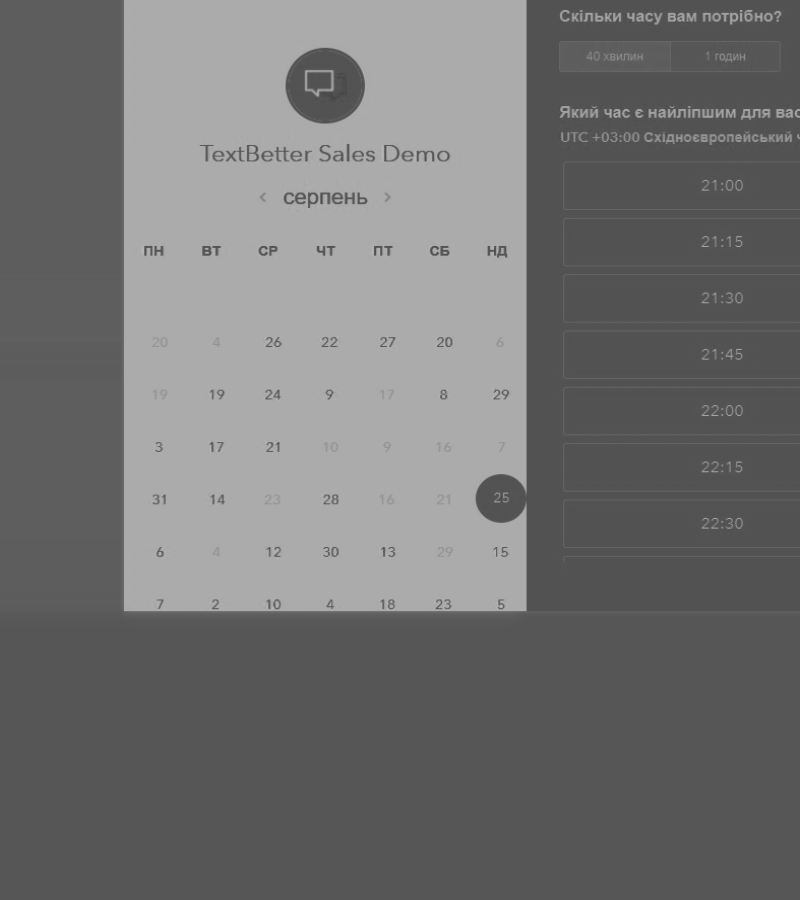 TextBetter Sales Demo
‹ серпень ›
ПН ВТ СР ЧТ ПТ СБ НД
20 4 26 22 27 20 6
19 19 24 9 17 8 29
3 17 21 10 9 16 7
31 14 23 28 16 21 25
6 4 12 30 13 29 15
7 2 10 4 18 23 5
Скільки часу вам потрібно?
40 хвилин 1 годин
Який час є найліпшим для вас
UTC +03:00 Східноєвропейський ч
21:00
21:15
21:30
21:45
22:00
22:15
22:30